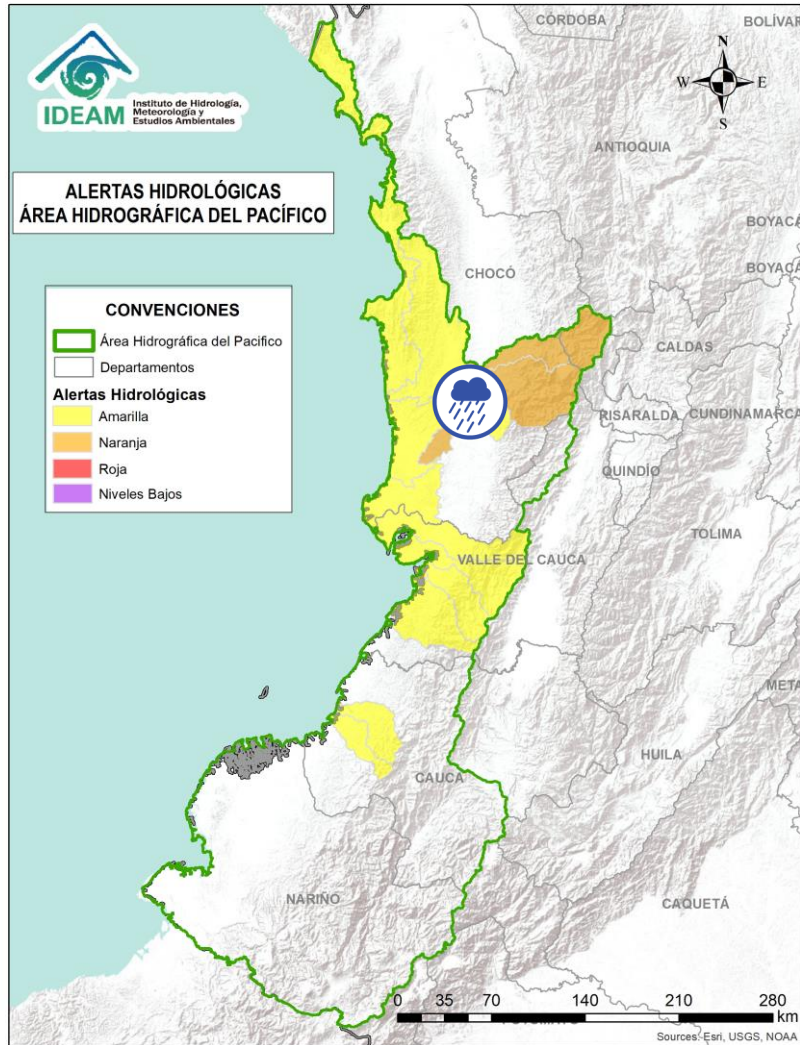 CÓRDOBA
BOLÍVAR
N
W
E
S
IDEAM
Instituto de Hidrología,
Meteorología y
Estudios Ambientales
ANTIOQUIA
ALERTAS HIDROLÓGICAS
ÁREA HIDROGRÁFICA DEL PACÍFICO
BOYACÁ
CHOCÓ
BOYACÁ
CONVENCIONES
Área Hidrográfica del Pacifico
Departamentos
Alertas Hidrológicas
Amarilla
Naranja
Roja
Niveles Bajos
CALDAS
RISARALDA
CUNDINAMARCA
QUINDÍO
TOLIMA
VALLE DEL CAUCA
META
HUILA
CAUCA
NARIÑO
CAQUETÁ
0 35 70 140 210 280
km
Sources: Esri, USGS, NOAA